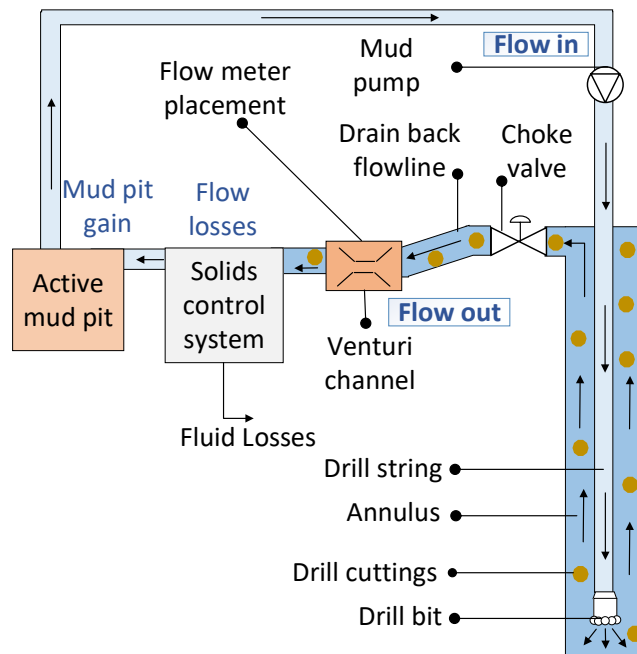 Flow in
Mud
pump
Flow meter
placement
Drain back
flowline
Choke
valve
Mud pit
gain
Flow
losses
Active
mud pit
Solids
control
system
Flow out
Venturi
channel
Fluid Losses
Drill string
Annulus
Drill cuttings
Drill bit